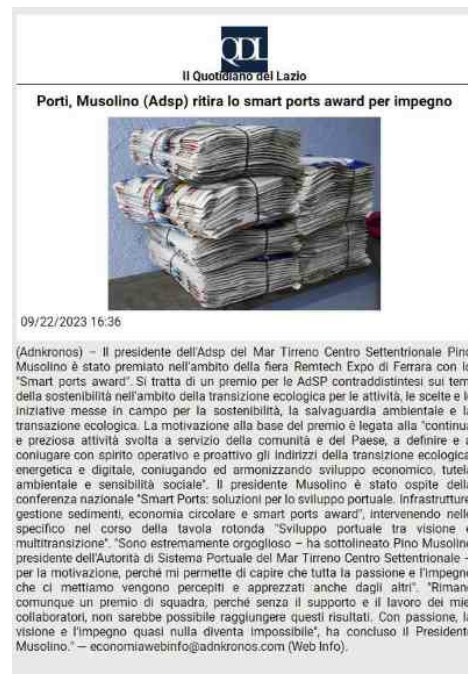 QDL
Il Quotidiano del Lazio
Porti, Musolino (Adsp) ritira lo smart ports award per impegno
09/22/2023 16:36
(Adnkronos) – Il presidente dell'Adsp del Mar Tirreno Centro Settentrionale Pino
Musolino è stato premiato nell'ambito della fiera Remtech Expo di Ferrara con lo
"Smart ports award". Si tratta di un premio per le AdSP contraddistintesi sui temi
della sostenibilità nell'ambito della transizione ecologica per le attività, le scelte e le
iniziative messe in campo per la sostenibilità, la salvaguardia ambientale e la
transazione ecologica. La motivazione alla base del premio è legata alla "continua
e preziosa attività svolta a servizio della comunità e del Paese, a definire e a
coniugare con spirito operativo e proattivo gli indirizzi della transizione ecologica,
energetica e digitale, coniugando ed armonizzando sviluppo economico, tutela
ambientale e sensibilità sociale". Il presidente Musolino è stato ospite della
conferenza nazionale "Smart Ports: soluzioni per lo sviluppo portuale. Infrastrutture,
gestione sedimenti, economia circolare e smart ports award", intervenendo nello
specifico nel corso della tavola rotonda "Sviluppo portuale tra visione e
multitransizione". "Sono estremamente orgoglioso – ha sottolineato Pino Musolino,
presidente dell'Autorità di Sistema Portuale del Mar Tirreno Centro Settentrionale –
per la motivazione, perché mi permette di capire che tutta la passione e l'impegno
che ci mettiamo vengono percepiti e apprezzati anche dagli altri". "Rimane
comunque un premio di squadra, perché senza il supporto e il lavoro dei miei
collaboratori, non sarebbe possibile raggiungere questi risultati. Con passione, la
visione e l'impegno quasi nulla diventa impossibile", ha concluso il Presidente
Musolino." — economiawebinfo@adnkronos.com (Web Info).